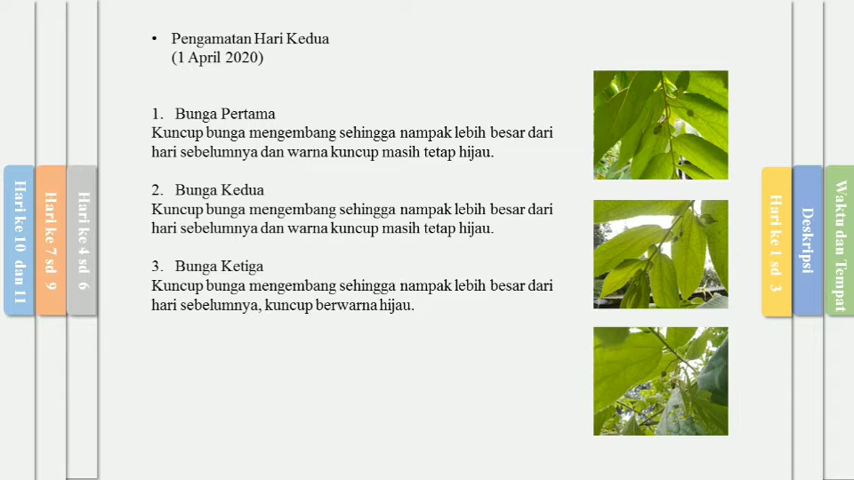 • Pengamatan Hari Kedua
(1 April 2020)
1. Bunga Pertama
Kuncup bunga mengembang sehingga nampak lebih besar dari
hari sebelumnya dan warna kuncup masih tetap hijau.
2. Bunga Kedua
Kuncup bunga mengembang sehingga nampak lebih besar dari
hari sebelumnya dan warna kuncup masih tetap hijau.
3. Bunga Ketiga
Kuncup bunga mengembang sehingga nampak lebih besar dari
hari sebelumnya, kuncup berwarna hijau.
Hari ke 10 dan 11
Hari ke 7 sd 9
Hari ke 4 sd 6
Hari ke 1 sd 3
Deskripsi
Waktu dan Tempat